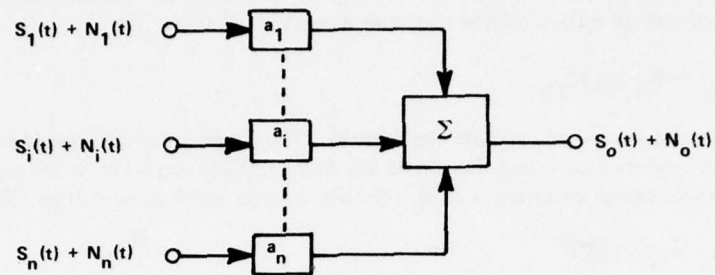 S₁(t) + N₁(t)
a₁
Sᵢ(t) + Nᵢ(t)
aᵢ
Σ
Sₒ(t) + Nₒ(t)
Sₙ(t) + Nₙ(t)
aₙ